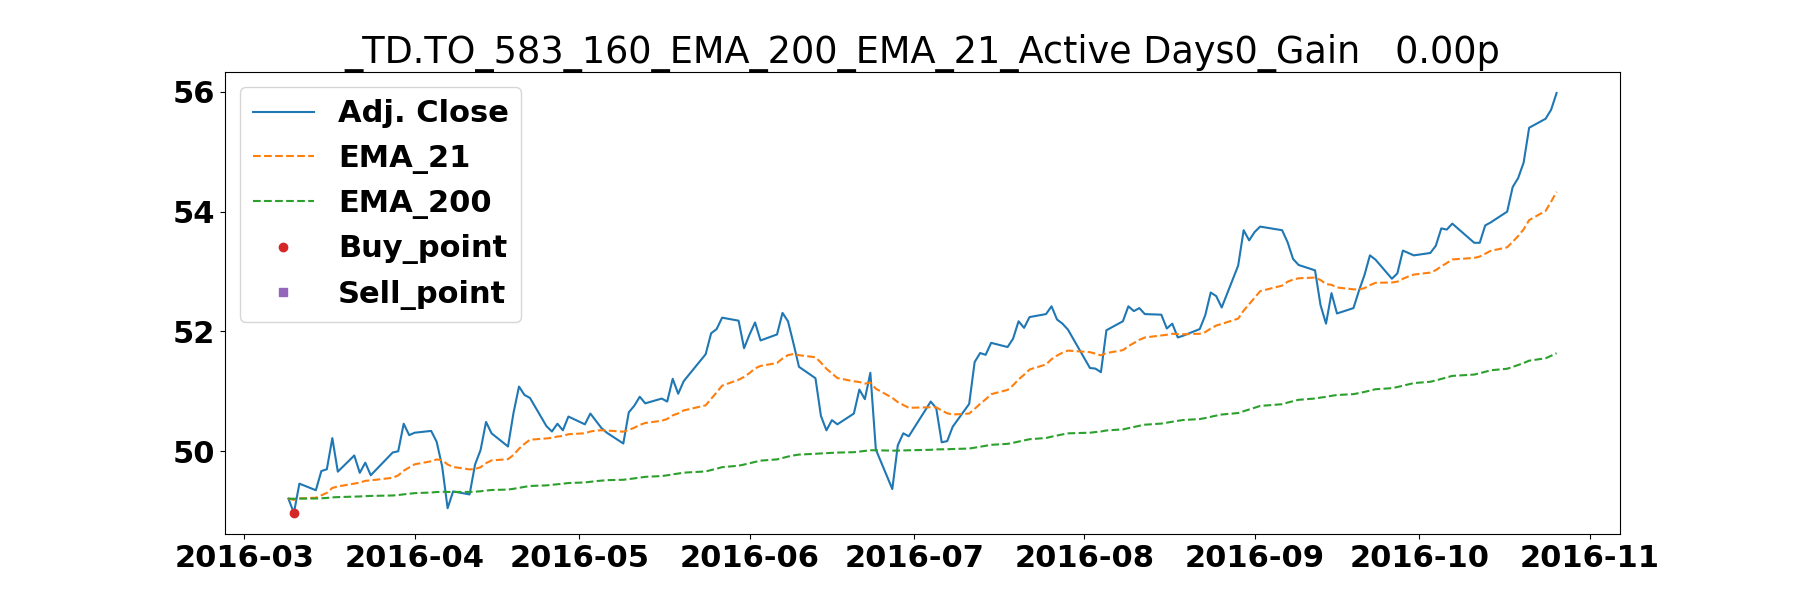 _TD.TO_583_160_EMA_200_EMA_21_Active Days0_Gain   0.00p
56
54
52
50
Adj. Close
EMA_21
EMA_200
Buy_point
Sell_point
2016-03 2016-04 2016-05 2016-06 2016-07 2016-08 2016-09 2016-10 2016-11